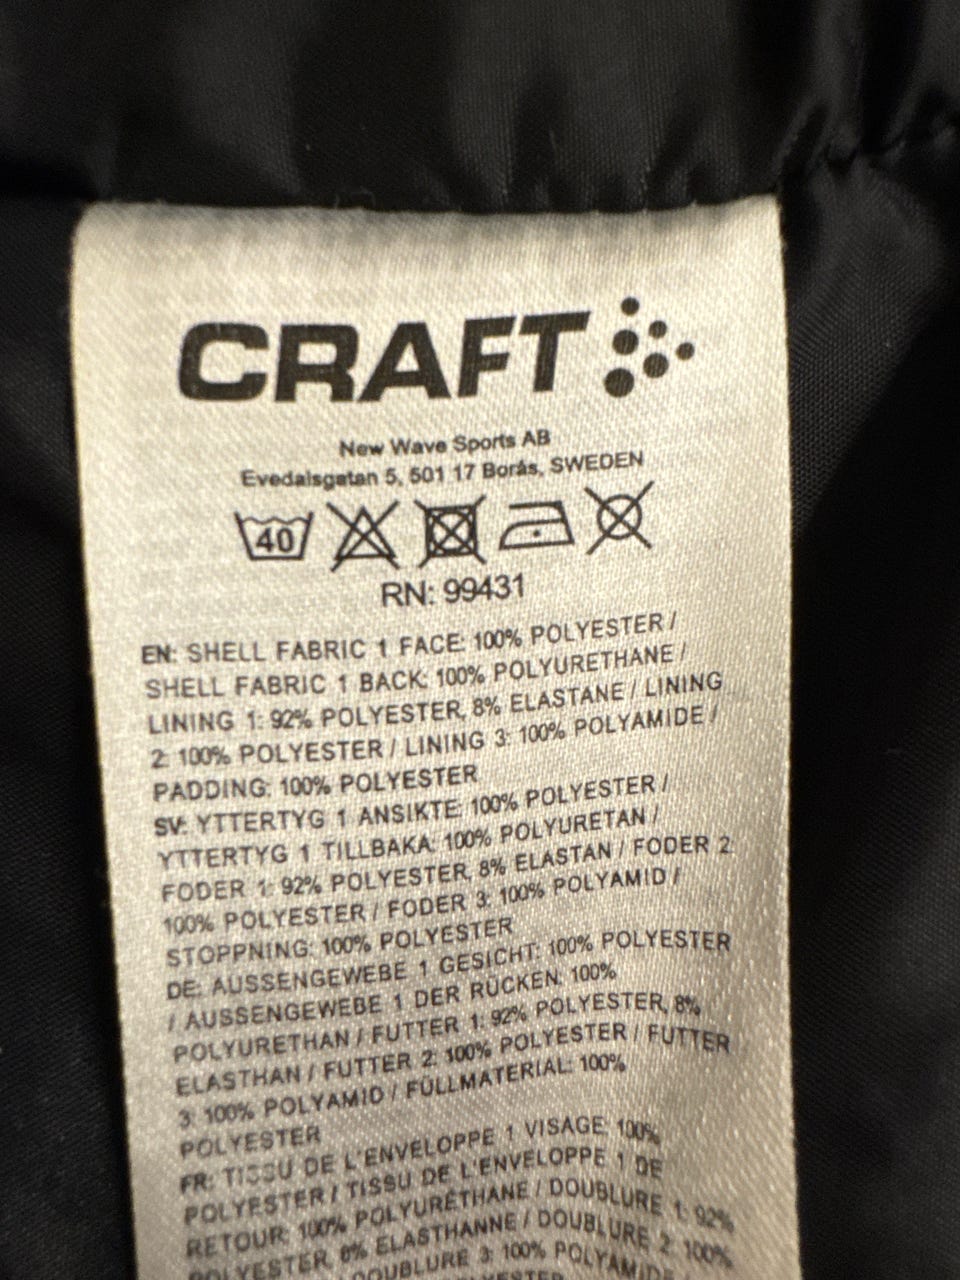 CRAFT
New Wave Sports AB
Evedalsgatan 5, 501 17 Borås, SWEDEN
40
RN: 99431
EN: SHELL FABRIC 1 FACE: 100% POLYESTER /
SHELL FABRIC 1 BACK: 100% POLYURETHANE /
LINING 1: 92% POLYESTER, 8% ELASTANE / LINING
2: 100% POLYESTER / LINING 3: 100% POLYAMIDE /
PADDING: 100% POLYESTER
SV: YTTERTYG 1 ANSIKTE: 100% POLYESTER /
YTTERTYG 1 TILLBAKA: 100% POLYURETAN /
FODER 1: 92% POLYESTER, 8% ELASTAN / FODER 2:
100% POLYESTER / FODER 3: 100% POLYAMID /
STOPPNING: 100% POLYESTER
DE: AUSSENGEWEBE 1 GESICHT: 100% POLYESTER
/ AUSSENGEWEBE 1 DER RÜCKEN: 100%
POLYURETHAN / FUTTER 1: 92% POLYESTER, 8%
ELASTHAN / FUTTER 2: 100% POLYESTER / FUTTER
3: 100% POLYAMID / FÜLLMATERIAL: 100%
POLYESTER
FR: TISSU DE L'ENVELOPPE 1 VISAGE: 100%
POLYESTER / TISSU DE L'ENVELOPPE 1 DE
RETOUR: 100% POLYURÉTHANE / DOUBLURE 1: 92%
POLYESTER, 8% ELASTHANNE / DOUBLURE 2: 100%
DOUBLURE 3: 100% POLYAMIDE